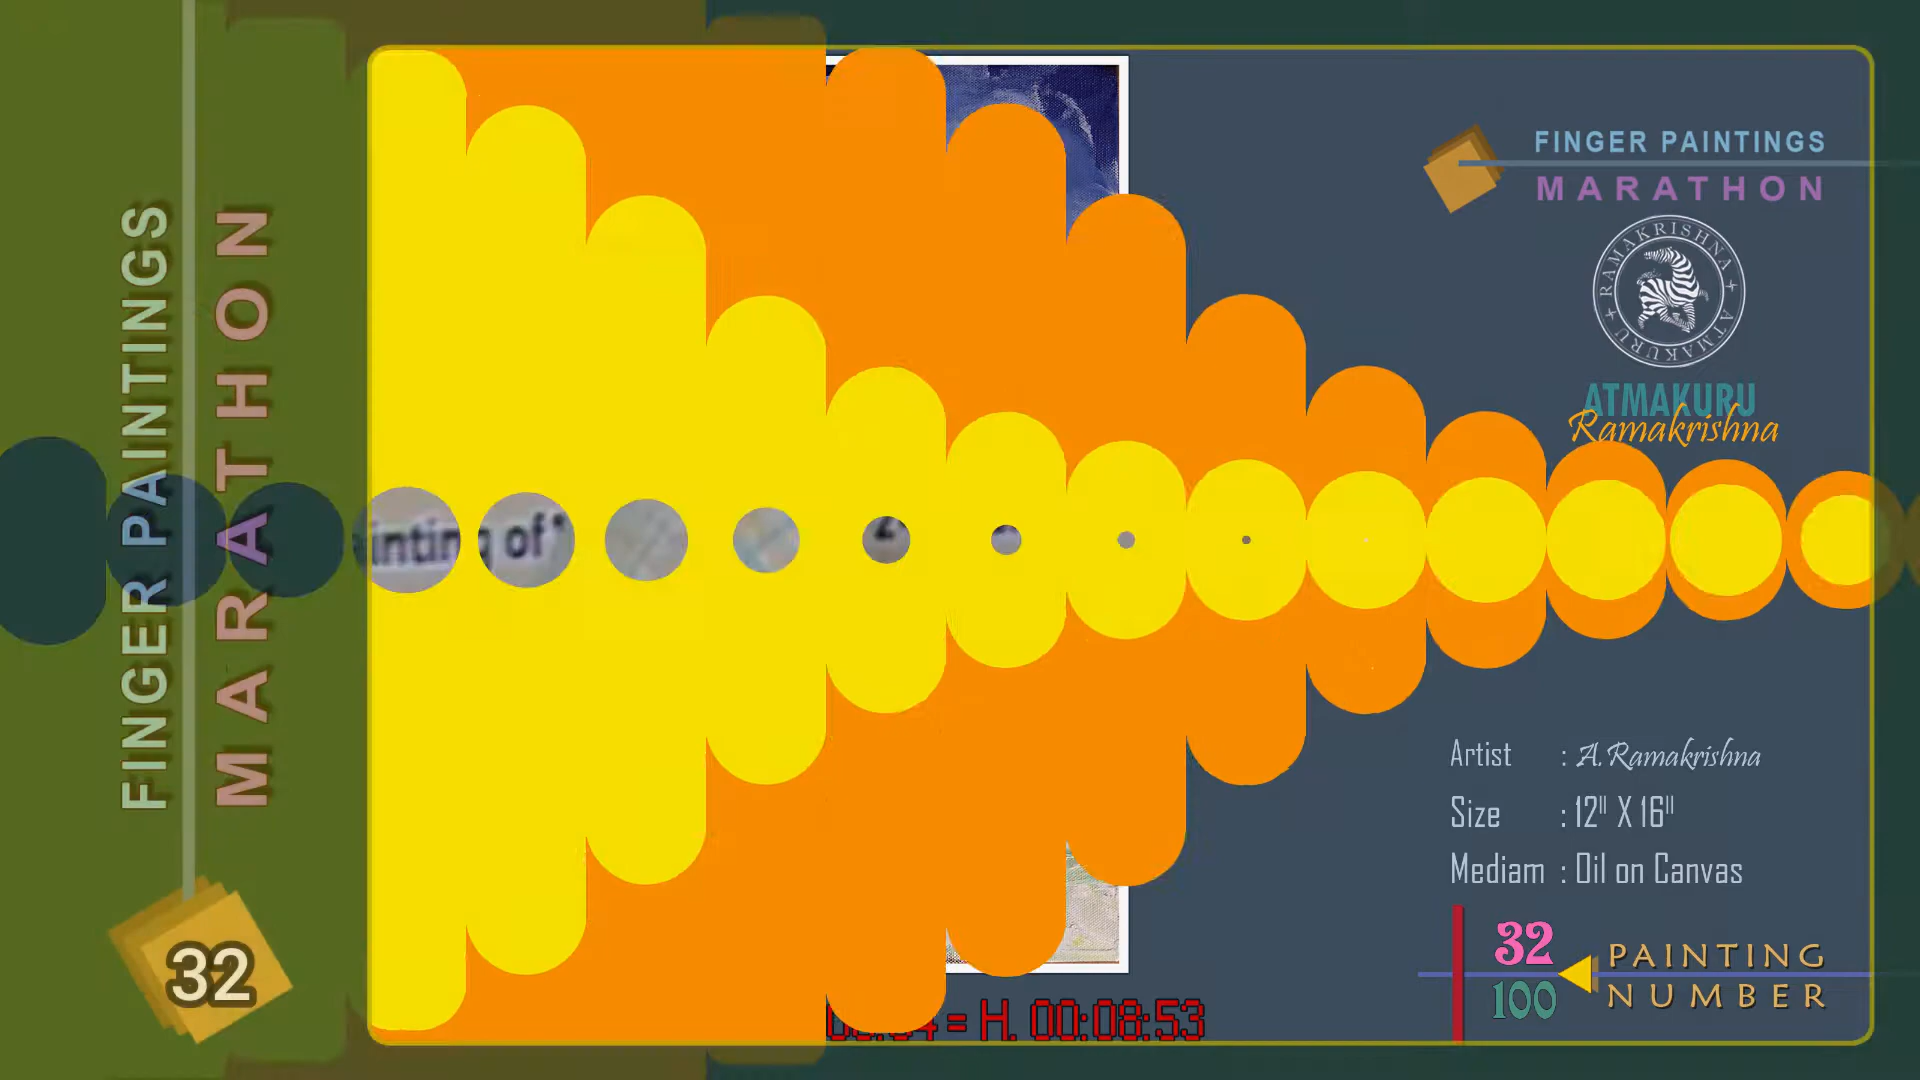 FINGER PAINTINGS
MARATHON
32
inting of"
FINGER PAINTINGS
MARATHON
RAMAKRISHNA + ATMAKURU +
ATMAKURU
Ramakrishna
Artist : A. Ramakrishna
Size : 12" X 16"
Mediam : Oil on Canvas
32
100
PAINTING
NUMBER
= H. 00:08:53